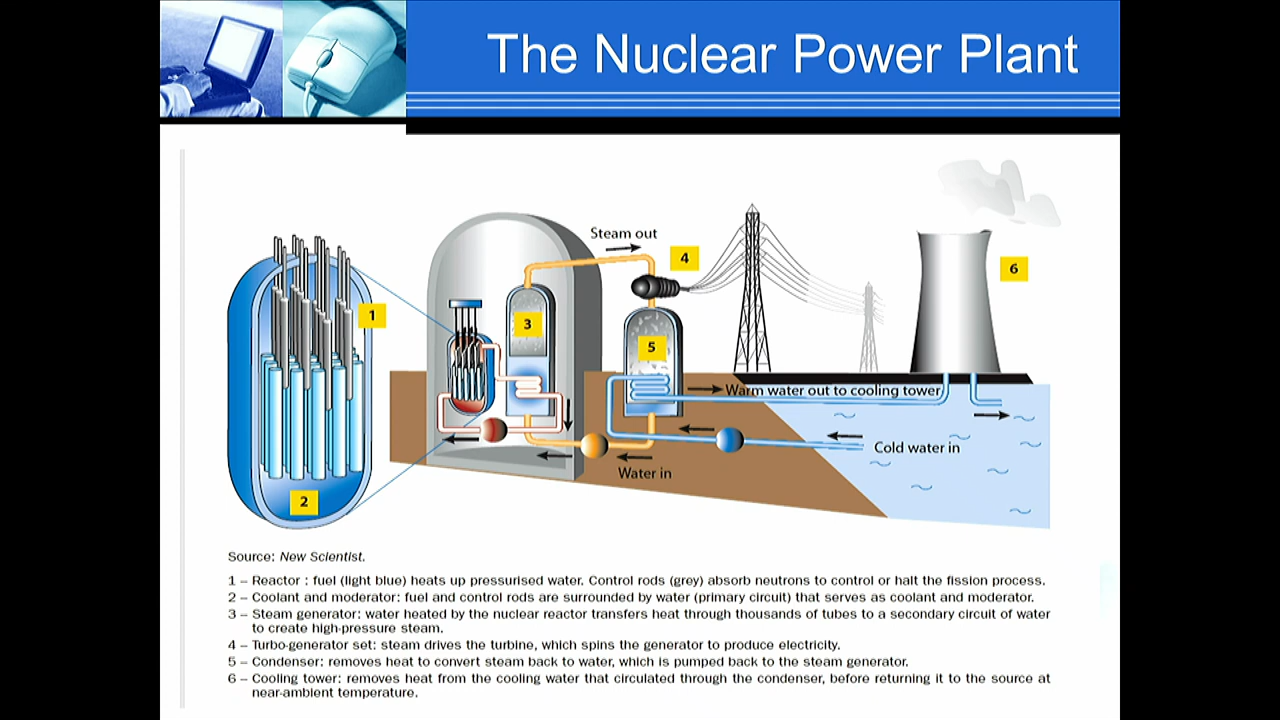 The Nuclear Power Plant
Steam out
4
6
1
3
5
Warm water out to cooling tower
Cold water in
Water in
2
Source: New Scientist.
1 – Reactor : fuel (light blue) heats up pressurised water. Control rods (grey) absorb neutrons to control or halt the fission process.
2 – Coolant and moderator: fuel and control rods are surrounded by water (primary circuit) that serves as coolant and moderator.
3 – Steam generator: water heated by the nuclear reactor transfers heat through thousands of tubes to a secondary circuit of water
to create high-pressure steam.
4 – Turbo-generator set: steam drives the turbine, which spins the generator to produce electricity.
5 – Condenser: removes heat to convert steam back to water, which is pumped back to the steam generator.
6 – Cooling tower: removes heat from the cooling water that circulated through the condenser, before returning it to the source at
near-ambient temperature.